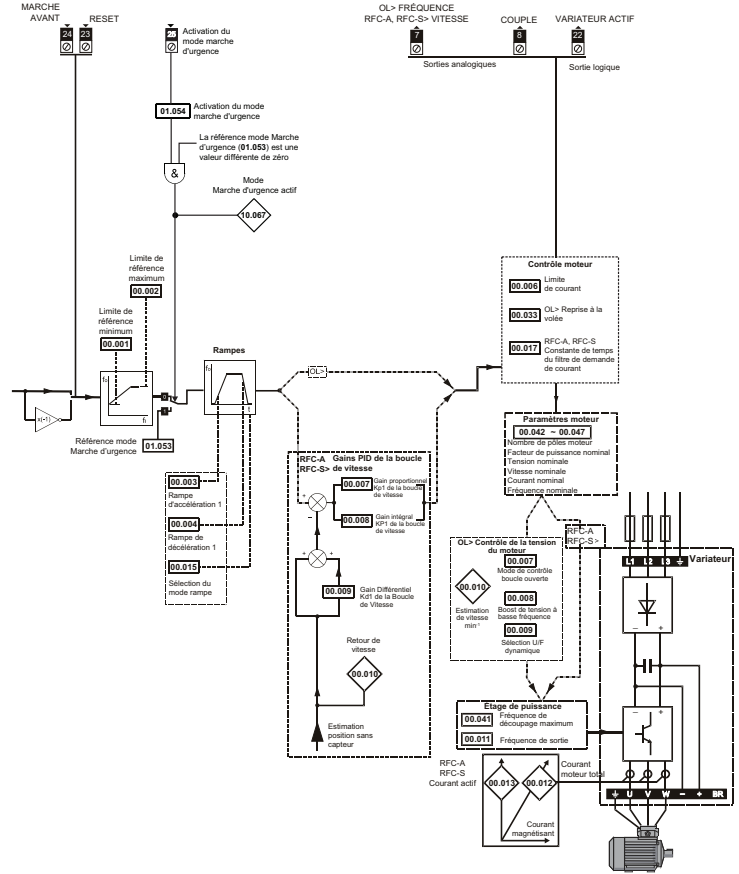 MARCHE
AVANT
RESET
24
23
25
Activation du
mode marche
d'urgence
OL> FRÉQUENCE
RFC-A, RFC-S> VITESSE
COUPLE
VARIATEUR ACTIF
7
8
22
Sorties analogiques
Sortie logique
01.054
Activation du mode
marche d'urgence
La référence mode Marche
d'urgence (01.053) est une
valeur différente de zéro
&
Mode
Marche d'urgence actif
10.067
Limite de
référence
maximum
00.002
Limite de
référence
minimum
00.001
x(-1)
0
1
Référence mode
Marche d'urgence
01.053
Rampes
t
00.003
Rampe
d'accélération 1
00.004
Rampe de
décélération 1
00.015
Sélection du
mode rampe
OL>
RFC-A
RFC-S>
Gains PID de la boucle
de vitesse
00.007
Gain proportionnel
Kp1 de la boucle
de vitesse
00.008
Gain intégral
KP1 de la boucle
de vitesse
+
–
+
+
00.009
Gain Différentiel
Kd1 de la Boucle
de Vitesse
Retour de
vitesse
00.010
Estimation
position sans
capteur
Contrôle moteur
00.006
Limite
de courant
00.033
OL> Reprise à la
volée
00.017
RFC-A, RFC-S
Constante de temps
du filtre de demande
de courant
Paramètres moteur
00.042 ~ 00.047
Nombre de pôles moteur
Facteur de puissance nominal
Tension nominale
Vitesse nominale
Courant nominal
Fréquence nominale
RFC-A
RFC-S >
OL> Contrôle de la tension
du moteur
00.007
Mode de contrôle
boucle ouverte
00.010
Estimation
de vitesse
min-1
00.008
Boost de tension à
basse fréquence
00.009
Sélection U/F
dynamique
Étage de puissance
00.041
Fréquence de
découpage maximum
00.011
Fréquence de sortie
RFC-A
RFC-S
Courant actif
00.013
00.012
Courant
moteur total
Courant
magnétisant
L1 L2 L3
Variateur
–
+
–
+
U V W – + BR